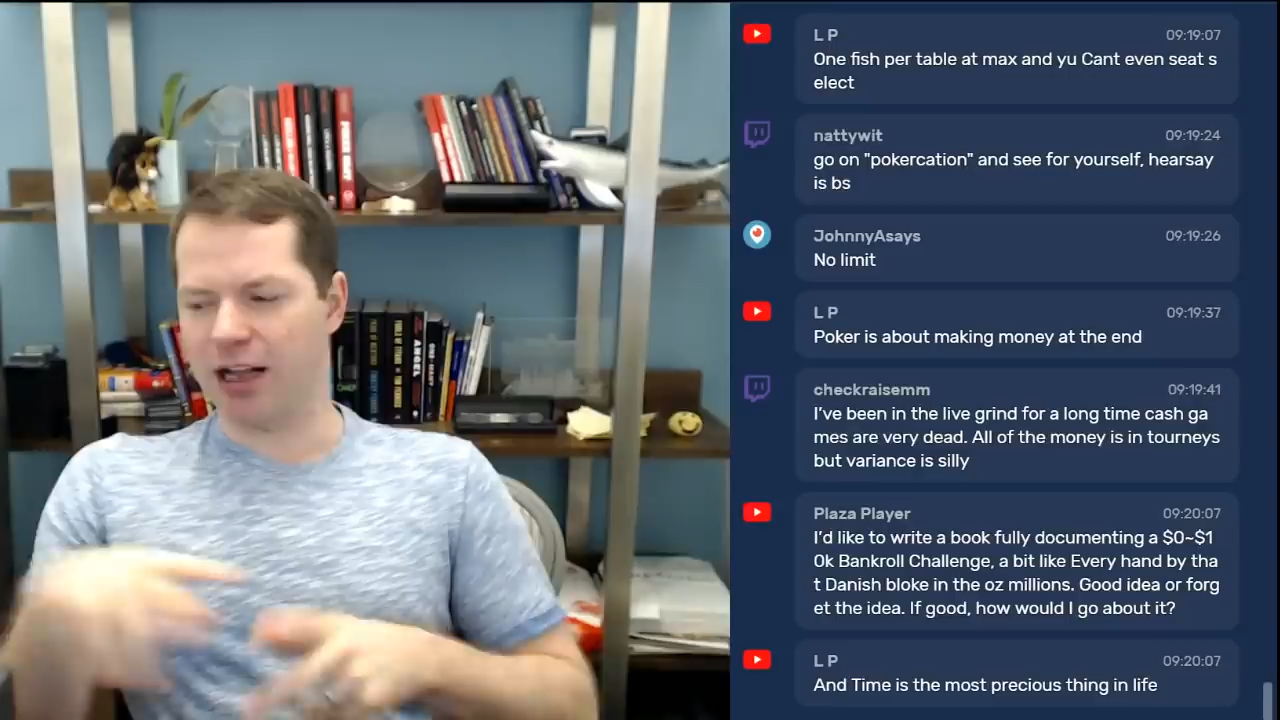 L P
09:19:07
One fish per table at max and yu Cant even seat s
elect
nattywit
09:19:24
go on "pokercation" and see for yourself, hearsay
is bs
JohnnyAsays
09:19:26
No limit
L P
09:19:37
Poker is about making money at the end
checkraisemm
09:19:41
I've been in the live grind for a long time cash ga
mes are very dead. All of the money is in tourneys
but variance is silly
Plaza Player
09:20:07
I'd like to write a book fully documenting a $0~$1
0k Bankroll Challenge, a bit like Every hand by tha
t Danish bloke in the oz millions. Good idea or forg
et the idea. If good, how would I go about it?
L P
09:20:07
And Time is the most precious thing in life
ANGEL